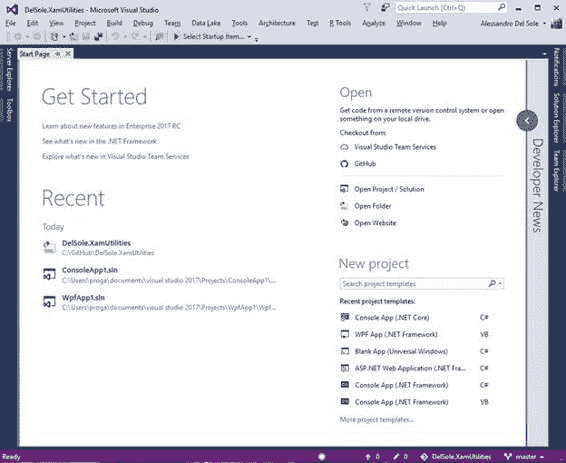 DelSole.XamUtilities - Microsoft Visual Studio
Quick Launch (Ctrl+Q)
File Edit View Project Build Debug Team Data Lake Tools Architecture Test R Tools Analyze Window Help
Alessandro Del Sole
Select Startup Item...
Server Explorer
Toolbox
Start Page
Get Started
Learn about new features in Enterprise 2017 RC
See what's new in the .NET Framework
Explore what's new in Visual Studio Team Services
Recent
Today
DelSole.XamUtilities
C:\GitHub\DelSole.XamUtilities
ConsoleApp1.sln
C:\Users\proga\documents\visual studio 2017\Projects\ConsoleApp1\...
WpfApp1.sln
C:\Users\proga\documents\visual studio 2017\Projects\WpfApp1\Wpf...
Open
Get code from a remote version control system or open
something on your local drive.
Checkout from:
Visual Studio Team Services
GitHub
Open Project / Solution
Open Folder
Open Website
New project
Search project templates
Recent project templates:
Console App (.NET Core) C#
WPF App (.NET Framework) VB
Blank App (Universal Windows) C#
ASP.NET Web Application (.NET Fra... C#
Console App (.NET Framework) C#
Console App (.NET Framework) VB
More project templates...
Developer News
Notifications
Solution Explorer
Team Explorer
Ready
0
0
DelSole.XamUtilities
master